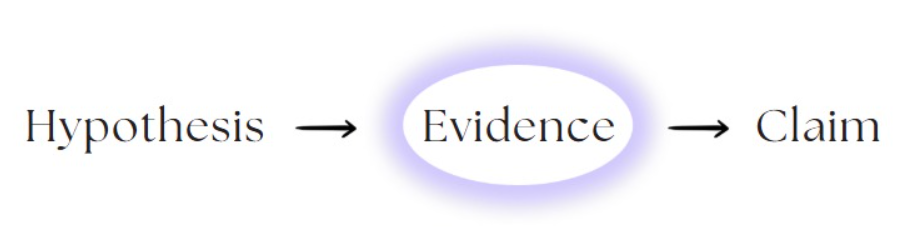 Hypothesis → Evidence → Claim